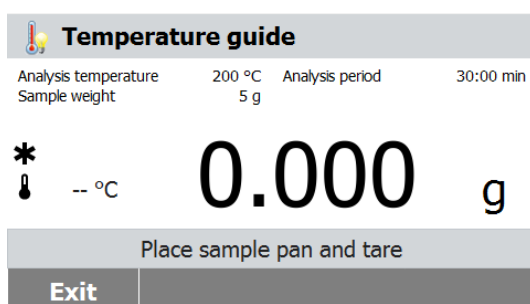 Temperature guide
Analysis temperature 200 °C Analysis period 30:00 min
Sample weight 5 g
-- °C 0.000 g
Place sample pan and tare
Exit